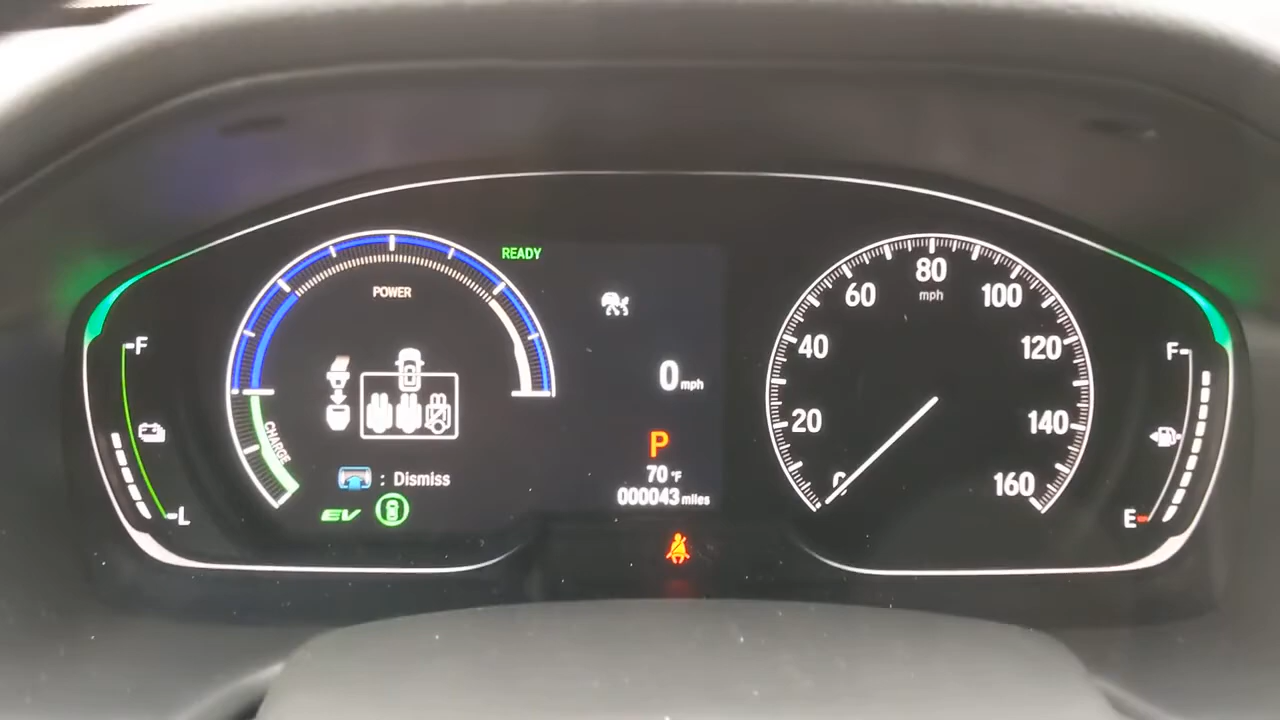 READY
POWER
80
mph
60
100
F
40
120
F
0 mph
CHARGE
20
140
P
70 °F
: Dismiss
000043 miles
0
160
EV
L
E